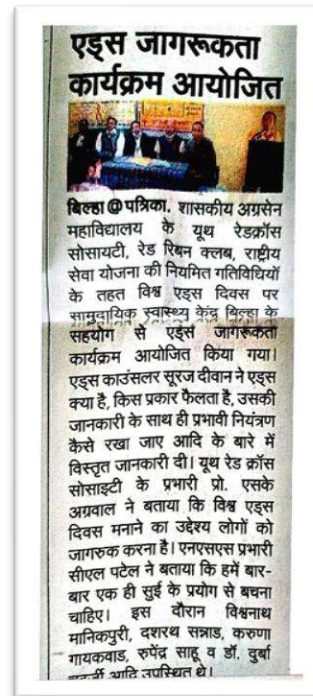 एड्स जागरूकता
कार्यक्रम आयोजित
बिल्हा@पत्रिका. शासकीय अग्रसेन
महाविद्यालय के यूथ रेडक्रॉस
सोसायटी, रेड रिबन क्लब, राष्ट्रीय
सेवा योजना की नियमित गतिविधियों
के तहत विश्व एड्स दिवस पर
सामुदायिक स्वास्थ्य केंद्र बिल्हा के
सहयोग से एड्स जागरूकता
कार्यक्रम आयोजित किया गया।
एड्स काउंसलर सूरज दीवान ने एड्स
क्या है, किस प्रकार फैलता है, उसकी
जानकारी के साथ ही प्रभावी नियंत्रण
कैसे रखा जाए आदि के बारे में
विस्तृत जानकारी दी। यूथ रेड क्रॉस
सोसाइटी के प्रभारी प्रो. एसके
अग्रवाल ने बताया कि विश्व एड्स
दिवस मनाने का उद्देश्य लोगों को
जागरुक करना है। एनएसएस प्रभारी
सीएल पटेल ने बताया कि हमें बार-
बार एक ही सुई के प्रयोग से बचना
चाहिए। इस दौरान विश्वनाथ
मानिकपुरी, दशरथ सन्नाड, करुणा
गायकवाड, रुपेंद्र साहू व डॉ. दुर्बा
आदि उपस्थित थे।